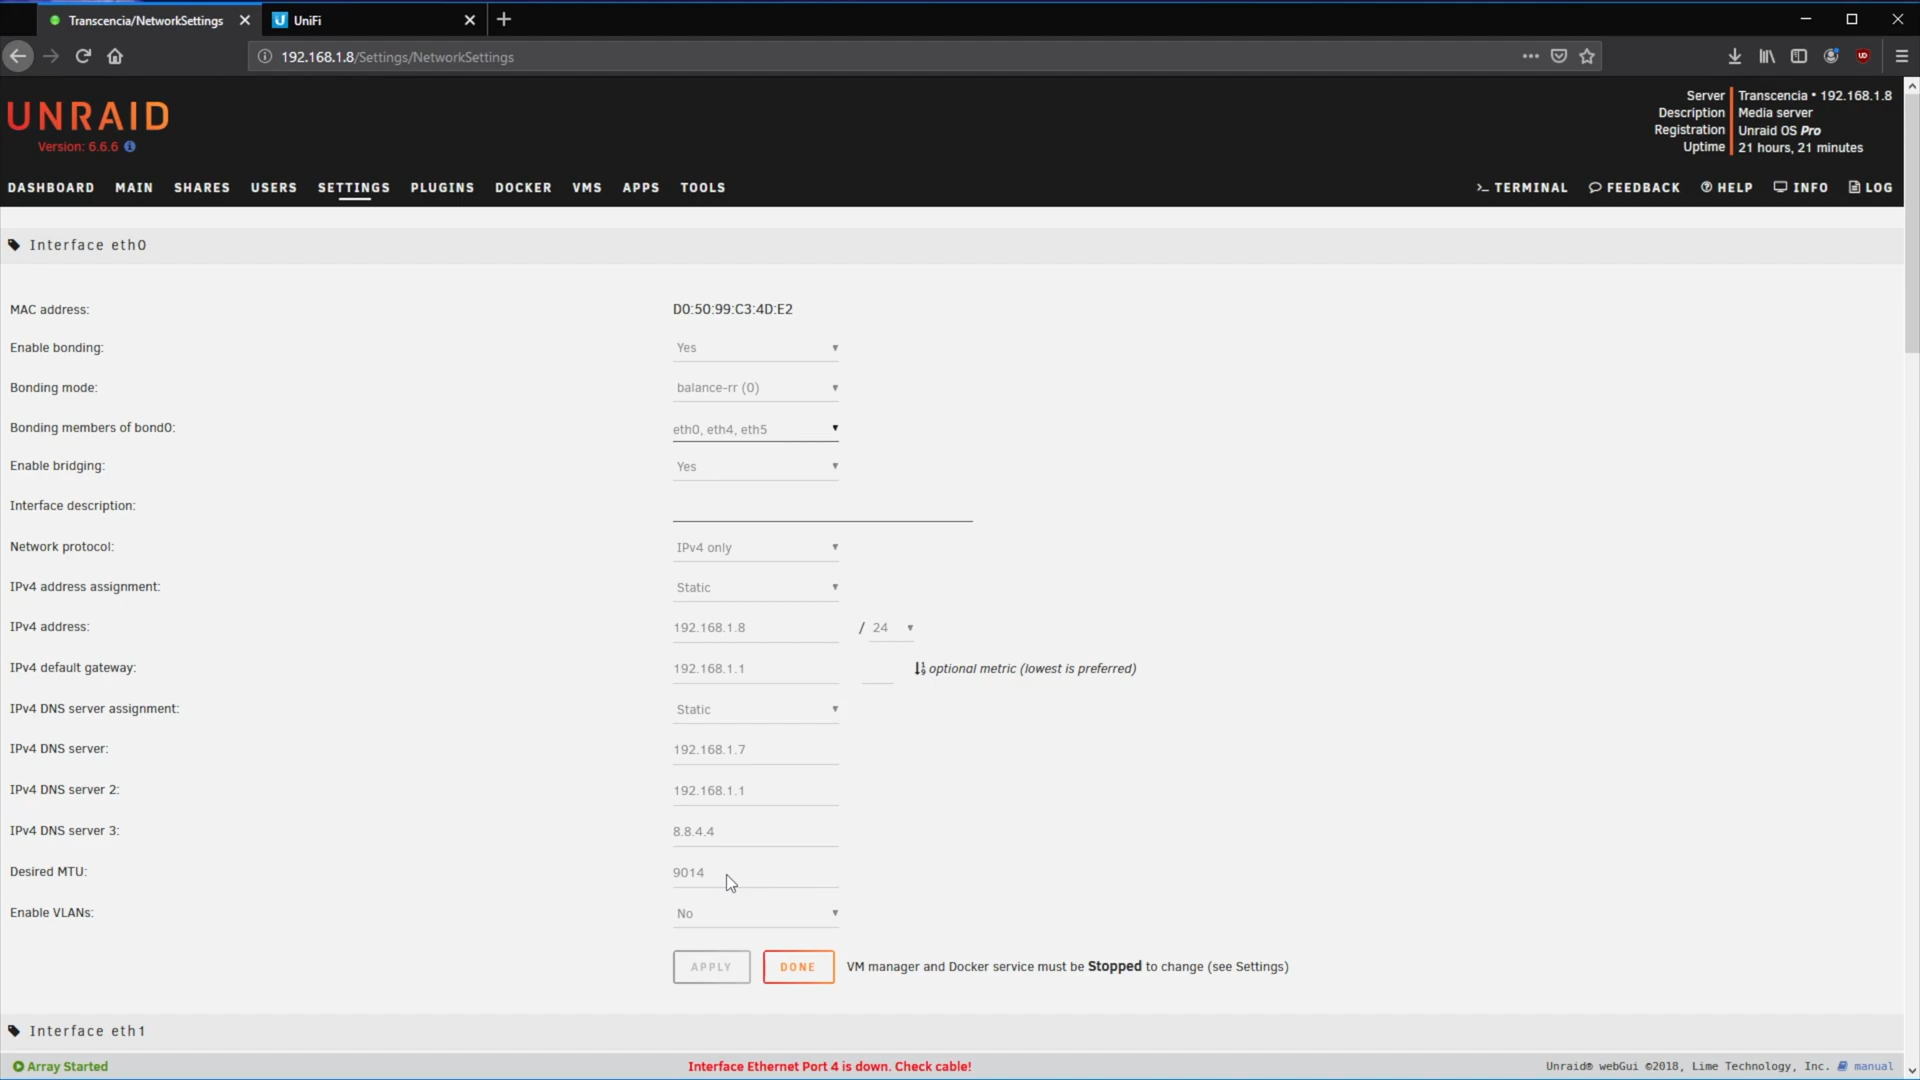 Transcencia/NetworkSettings
UniFi
192.168.1.8/Settings/NetworkSettings
UNRAID
Version: 6.6.6
Server Transcencia • 192.168.1.8
Description Media server
Registration Unraid OS Pro
Uptime 21 hours, 21 minutes
DASHBOARD MAIN SHARES USERS SETTINGS PLUGINS DOCKER VMS APPS TOOLS
>_ TERMINAL FEEDBACK HELP INFO LOG
Interface eth0
MAC address: D0:50:99:C3:4D:E2
Enable bonding: Yes
Bonding mode: balance-rr (0)
Bonding members of bond0: eth0, eth4, eth5
Enable bridging: Yes
Interface description:
Network protocol: IPv4 only
IPv4 address assignment: Static
IPv4 address: 192.168.1.8 / 24
IPv4 default gateway: 192.168.1.1 optional metric (lowest is preferred)
IPv4 DNS server assignment: Static
IPv4 DNS server: 192.168.1.7
IPv4 DNS server 2: 192.168.1.1
IPv4 DNS server 3: 8.8.4.4
Desired MTU: 9014
Enable VLANs: No
APPLY DONE VM manager and Docker service must be Stopped to change (see Settings)
Interface eth1
Array Started
Interface Ethernet Port 4 is down. Check cable!
Unraid® webGui ©2018, Lime Technology, Inc. manual